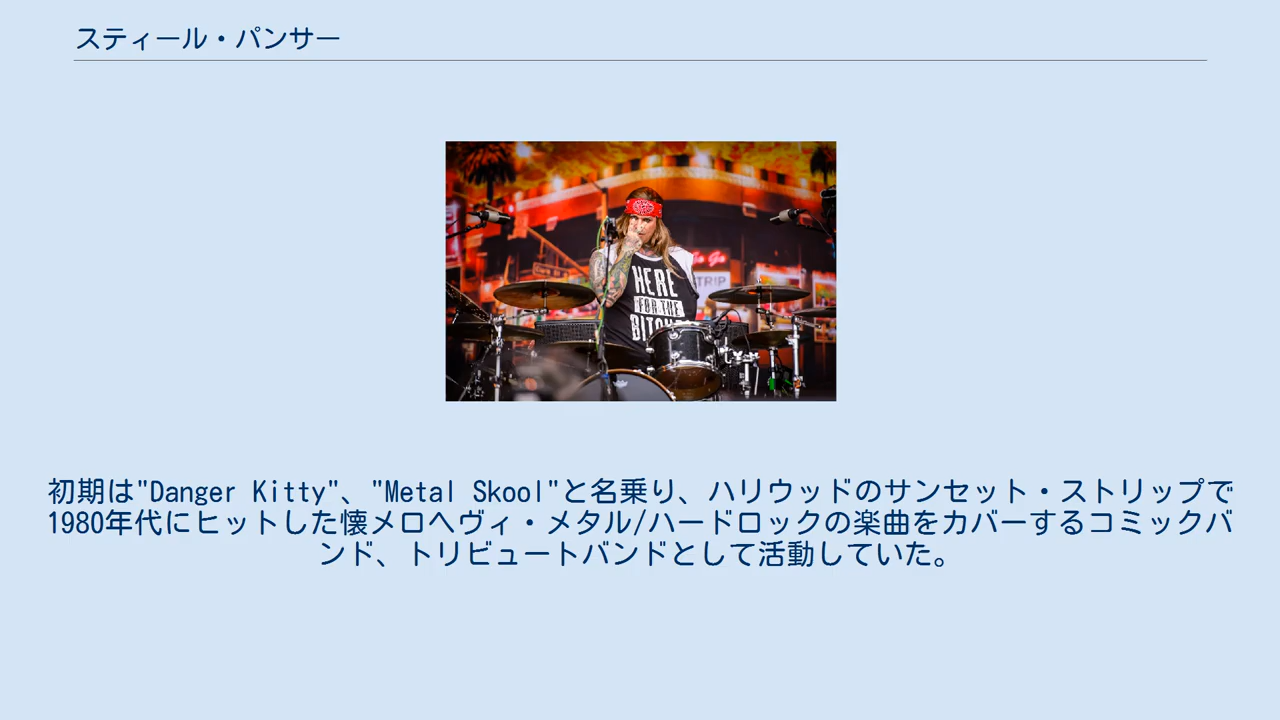 スティール・パンサー
Go Go
STRIP
HERE
FOR THE
初期は"Danger Kitty"、"Metal Skool"と名乗り、ハリウッドのサンセット・ストリップで
1980年代にヒットした懐メロヘヴィ・メタル/ハードロックの楽曲をカバーするコミックバ
ンド、トリビュートバンドとして活動していた。